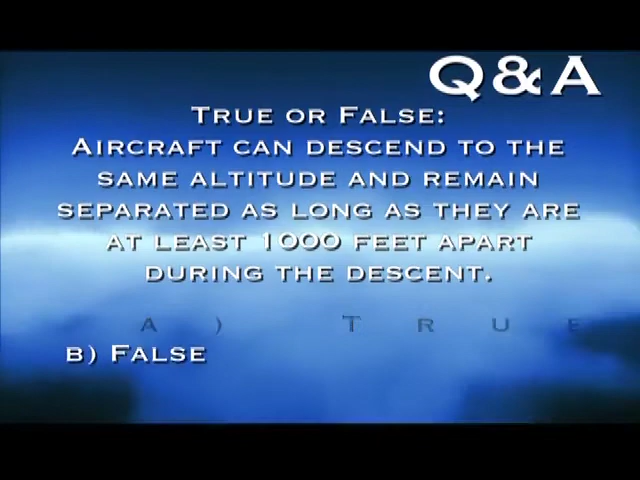 Q&A
True or False:
Aircraft can descend to the
same altitude and remain
separated as long as they are
at least 1000 feet apart
during the descent.
A) True
B) False